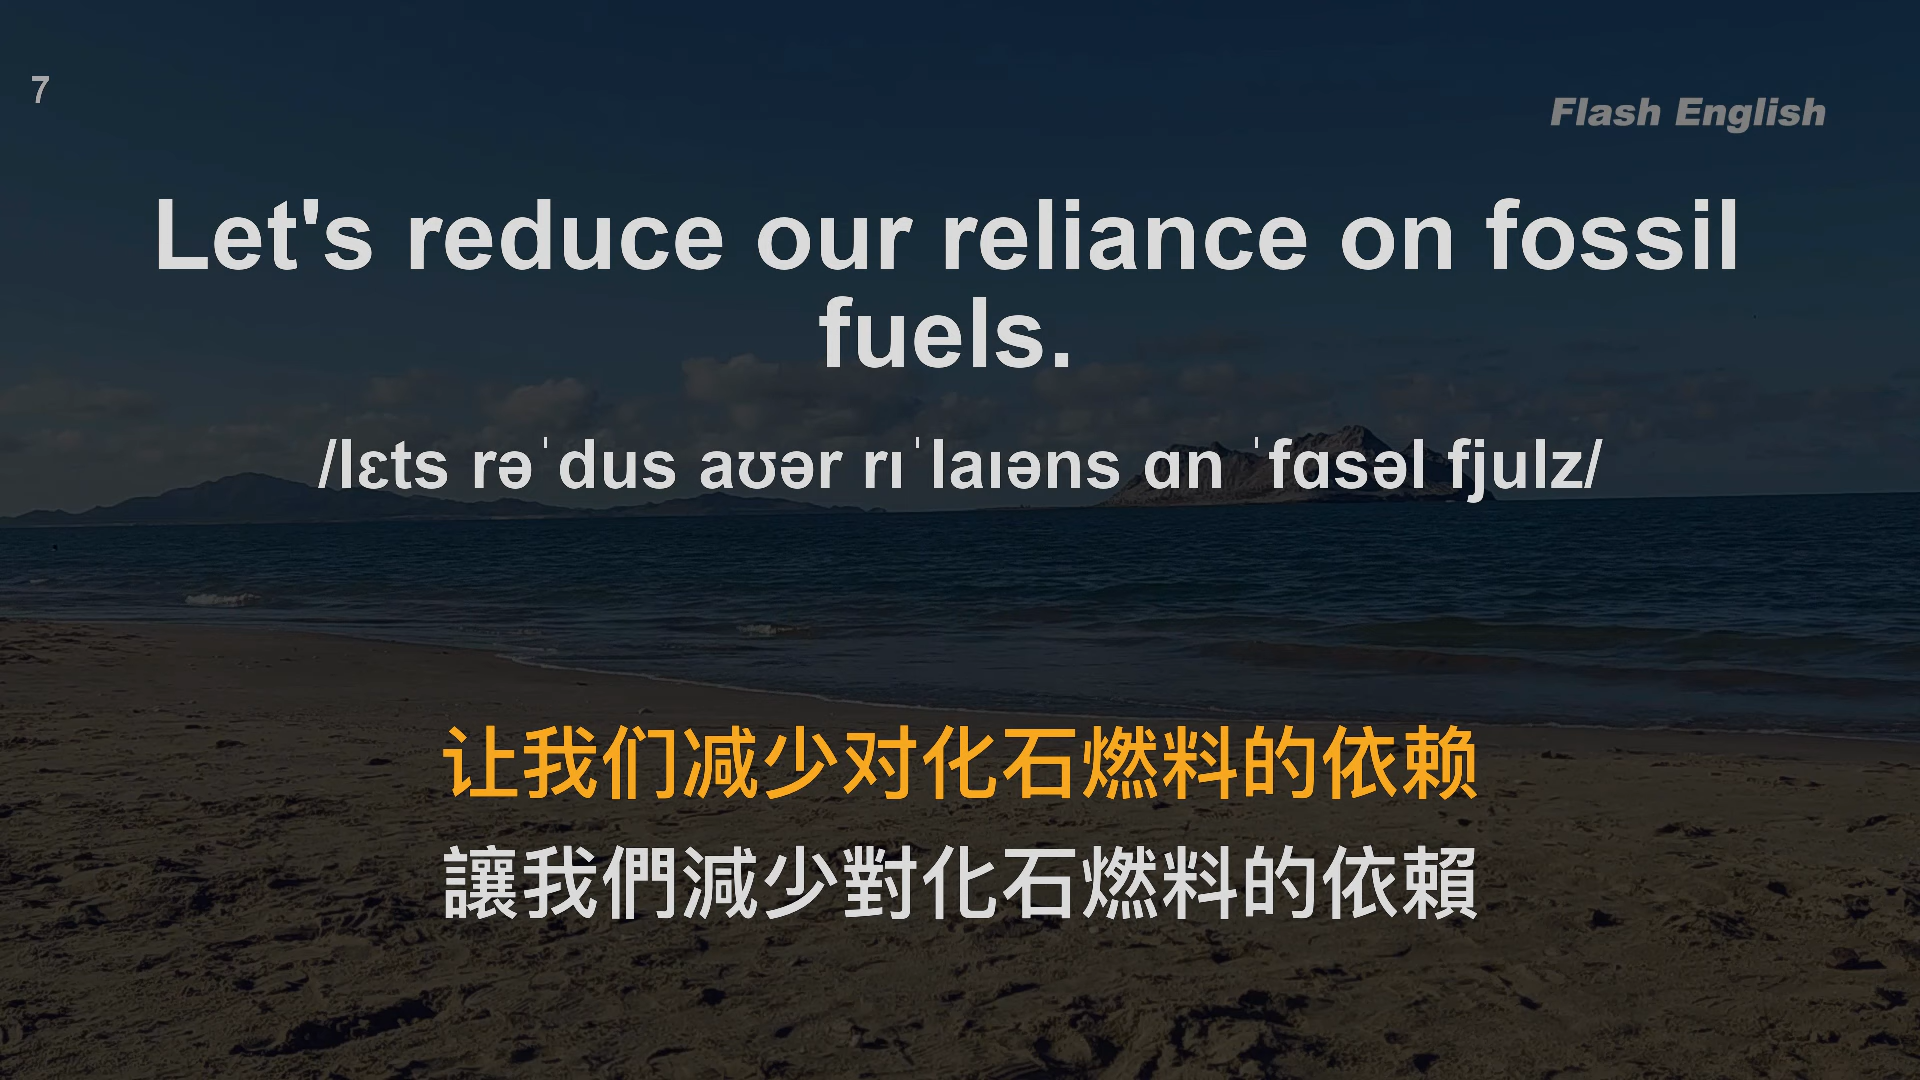 7
Flash English
Let's reduce our reliance on fossil
fuels.
/lɛts rəˈdus aʊər rɪˈlaɪəns ɑn ˈfɑsəl fjulz/
让我们减少对化石燃料的依赖
讓我們減少對化石燃料的依賴